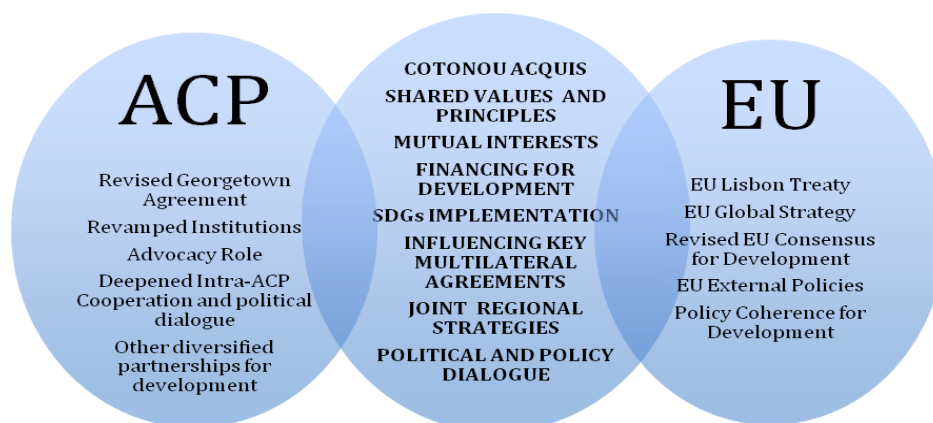 ACP
Revised Georgetown
Agreement
Revamped Institutions
Advocacy Role
Deepened Intra-ACP
Cooperation and political
dialogue
Other diversified
partnerships for
development
COTONOU ACQUIS
SHARED VALUES AND
PRINCIPLES
MUTUAL INTERESTS
FINANCING FOR
DEVELOPMENT
SDGs IMPLEMENTATION
INFLUENCING KEY
MULTILATERAL
AGREEMENTS
JOINT REGIONAL
STRATEGIES
POLITICAL AND POLICY
DIALOGUE
EU
EU Lisbon Treaty
EU Global Strategy
Revised EU Consensus
for Development
EU External Policies
Policy Coherence for
Development